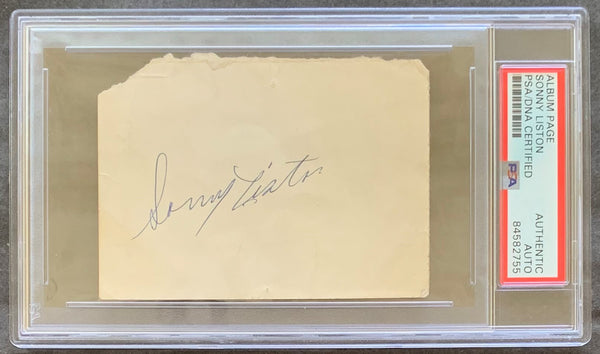 Sonny Liston
ALBUM PAGE
SONNY LISTON
PSA/DNA CERTIFIED
PSA
AUTHENTIC
AUTO
84582755